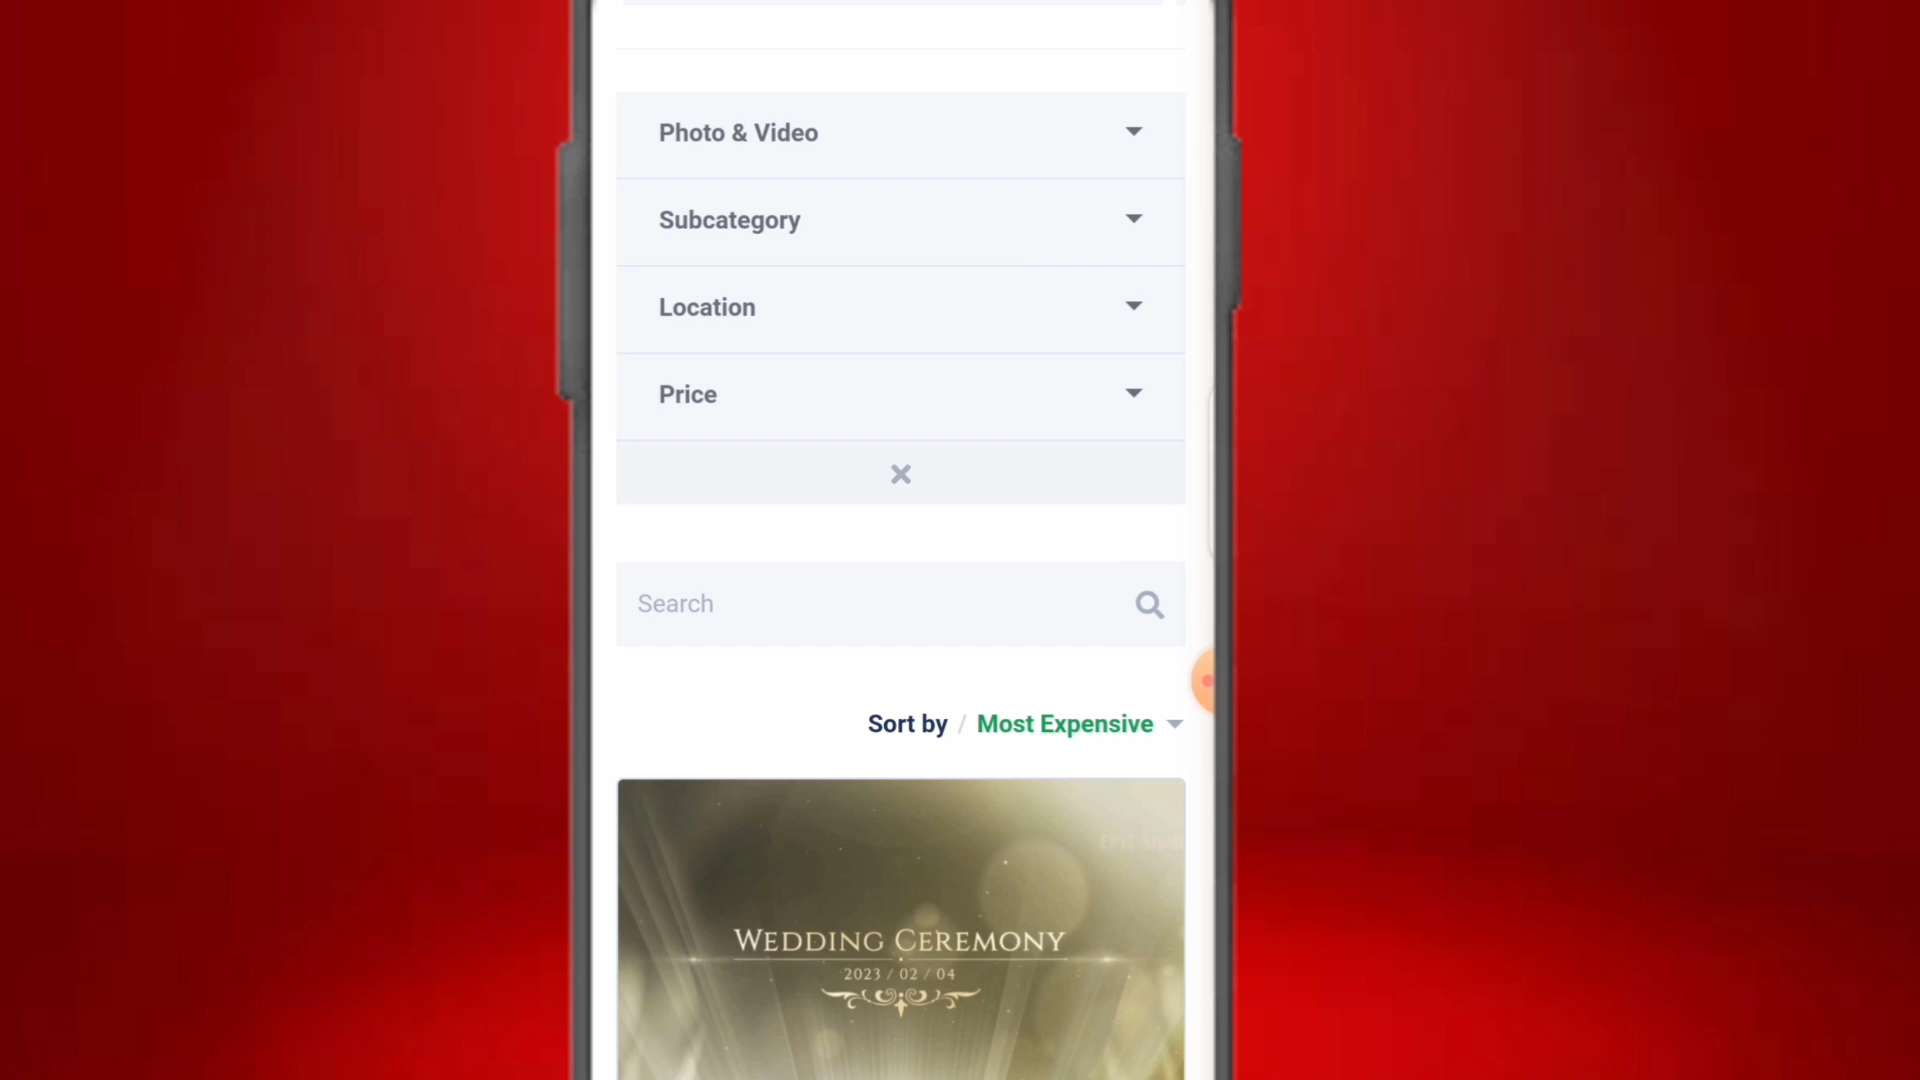 Photo & Video
Subcategory
Location
Price
Search
Sort by / Most Expensive
WEDDING CEREMONY
2023 / 02 / 04